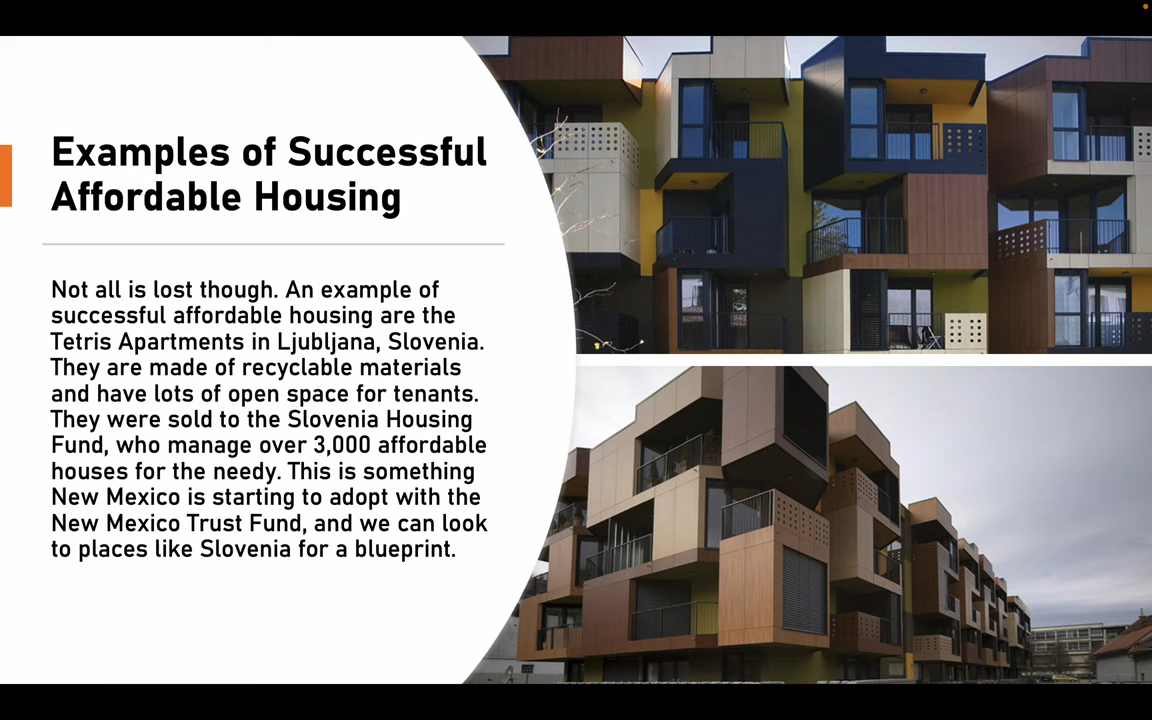 Examples of Successful
Affordable Housing
Not all is lost though. An example of
successful affordable housing are the
Tetris Apartments in Ljubljana, Slovenia.
They are made of recyclable materials
and have lots of open space for tenants.
They were sold to the Slovenia Housing
Fund, who manage over 3,000 affordable
houses for the needy. This is something
New Mexico is starting to adopt with the
New Mexico Trust Fund, and we can look
to places like Slovenia for a blueprint.